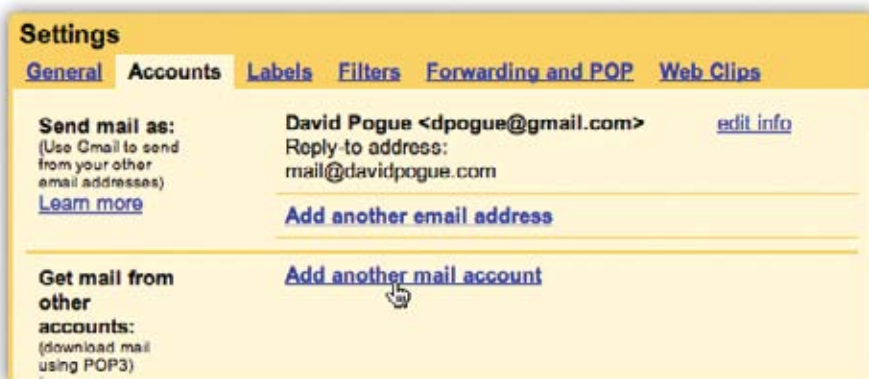 Settings
General Accounts Labels Filters Forwarding and POP Web Clips
Send mail as:
(Use Gmail to send
from your other
email addresses)
Learn more
David Pogue <dpogue@gmail.com> edit info
Reply-to address:
mail@davidpogue.com
Add another email address
Get mail from
other
accounts:
(download mail
using POP3)
Add another mail account